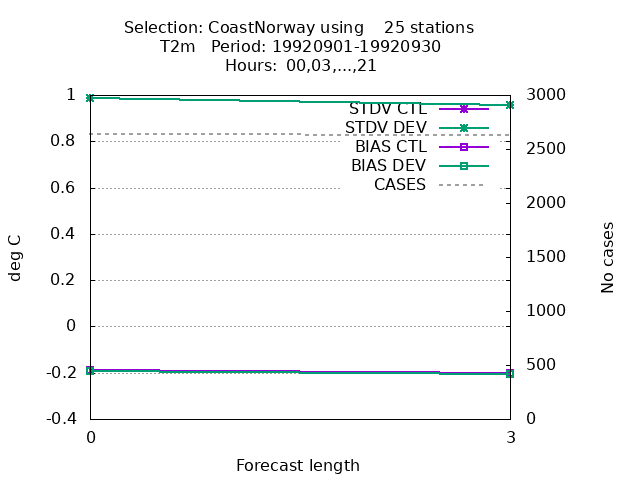 Selection: CoastNorway using    25 stations
T2m   Period: 19920901-19920930
Hours: 00,03,...,21
1
0.8
0.6
0.4
0.2
0
-0.2
-0.4
deg C
3000
2500
2000
1500
1000
500
0
No cases
STDV CTL
STDV DEV
BIAS CTL
BIAS DEV
CASES
0
3
Forecast length